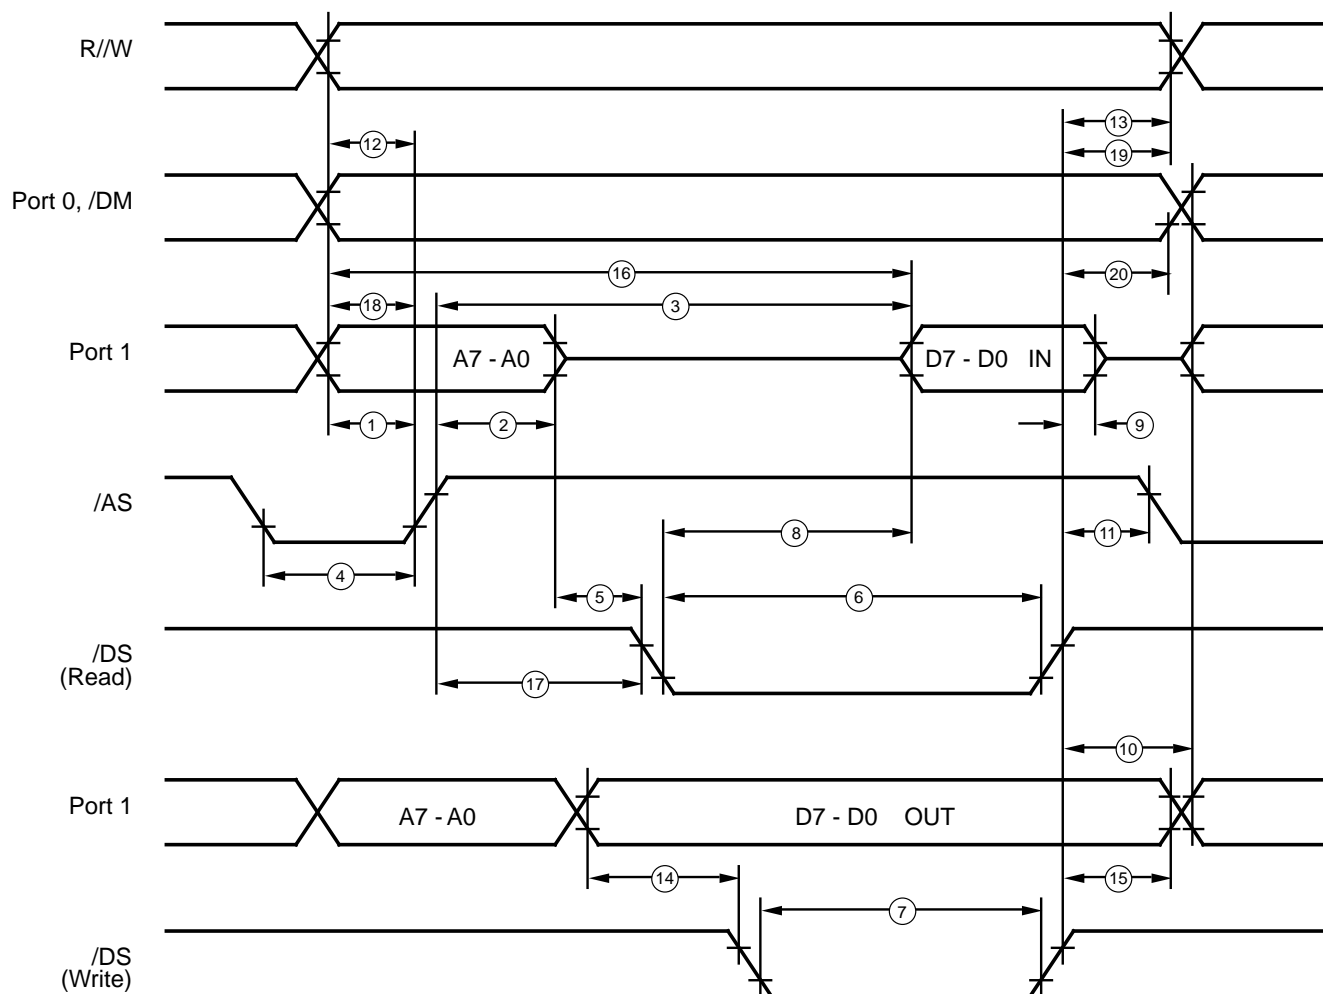 R//W
13
12
19
Port 0, /DM
16
20
18
3
Port 1
A7 - A0
D7 - D0 IN
1
2
9
/AS
8
11
4
5
6
/DS
(Read)
17
10
Port 1
A7 - A0
D7 - D0 OUT
14
15
7
/DS
(Write)